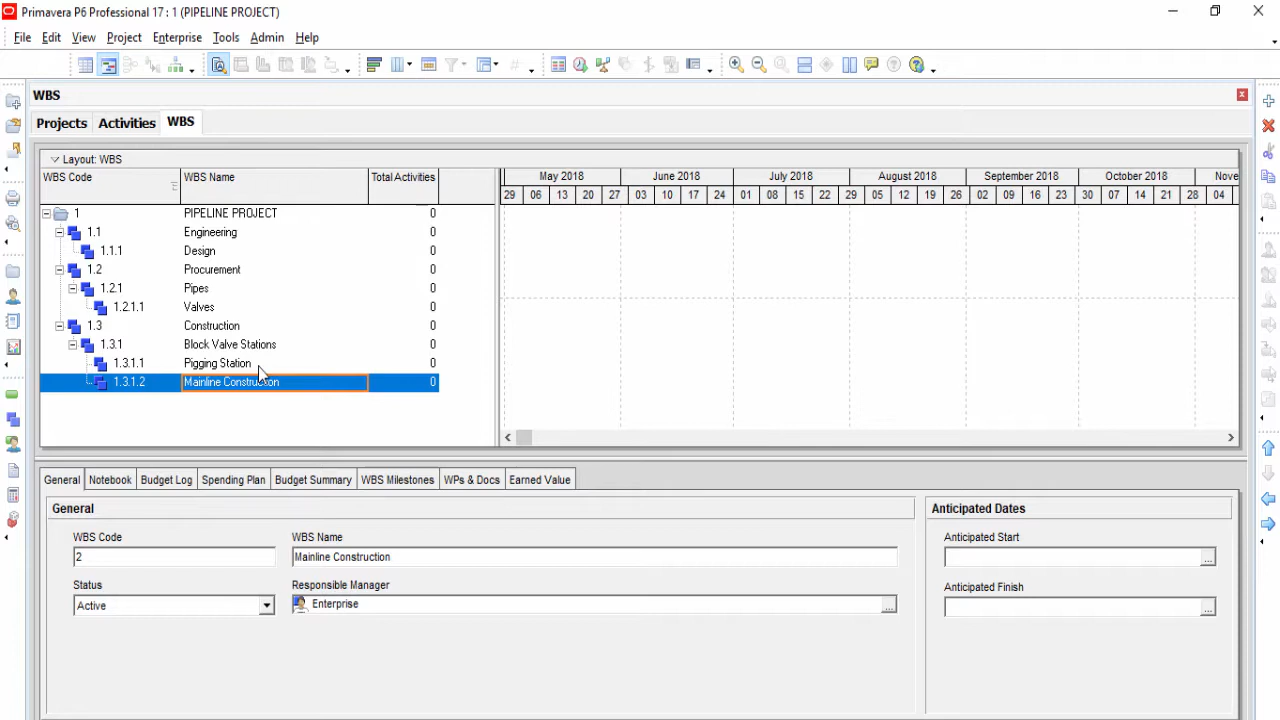 Primavera P6 Professional 17 : 1 (PIPELINE PROJECT)
File Edit View Project Enterprise Tools Admin Help
WBS
Projects Activities WBS
Layout: WBS
WBS Code WBS Name Total Activities
May 2018 June 2018 July 2018 August 2018 September 2018 October 2018 Nov
29 06 13 20 27 03 10 17 24 01 08 15 22 29 05 12 19 26 02 09 16 23 30 07 14 21 28 04
1 PIPELINE PROJECT 0
1.1 Engineering 0
1.1.1 Design 0
1.2 Procurement 0
1.2.1 Pipes 0
1.2.1.1 Valves 0
1.3 Construction 0
1.3.1 Block Valve Stations 0
1.3.1.1 Pigging Station 0
1.3.1.2 Mainline Construction 0
General Notebook Budget Log Spending Plan Budget Summary WBS Milestones WPs & Docs Earned Value
General Anticipated Dates
WBS Code WBS Name Anticipated Start
2 Mainline Construction ...
Status Responsible Manager Anticipated Finish
Active Enterprise ... ...